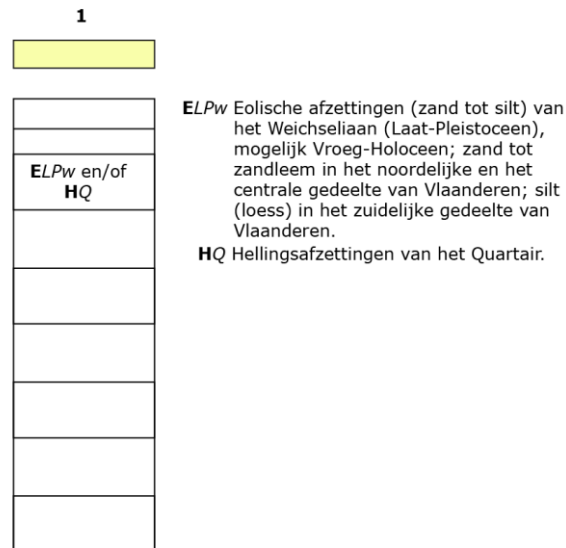 1
ELPw en/of
HQ
ELPw Eolische afzettingen (zand tot silt) van
het Weichseliaan (Laat-Pleistoceen),
mogelijk Vroeg-Holoceen; zand tot
zandleem in het noordelijke en het
centrale gedeelte van Vlaanderen; silt
(loess) in het zuidelijke gedeelte van
Vlaanderen.
HQ Hellingsafzettingen van het Quartair.